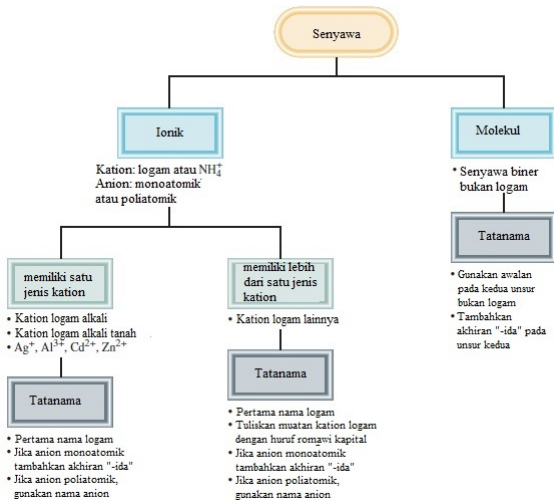 Senyawa
Ionik
Kation: logam atau NH₄⁺
Anion: monoatomik
atau poliatomik
memiliki satu
jenis kation
• Kation logam alkali
• Kation logam alkali tanah
• Ag⁺, Al³⁺, Cd²⁺, Zn²⁺
Tatanama
• Pertama nama logam
• Jika anion monoatomik
tambahkan akhiran "-ida"
• Jika anion poliatomik,
gunakan nama anion
memiliki lebih
dari satu jenis
kation
• Kation logam lainnya
Tatanama
• Pertama nama logam
• Tuliskan muatan kation logam
dengan huruf romawi kapital
• Jika anion monoatomik
tambahkan akhiran "-ida"
• Jika anion poliatomik,
gunakan nama anion
Molekul
• Senyawa biner
bukan logam
Tatanama
• Gunakan awalan
pada kedua unsur
bukan logam
• Tambahkan
akhiran "-ida" pada
unsur kedua